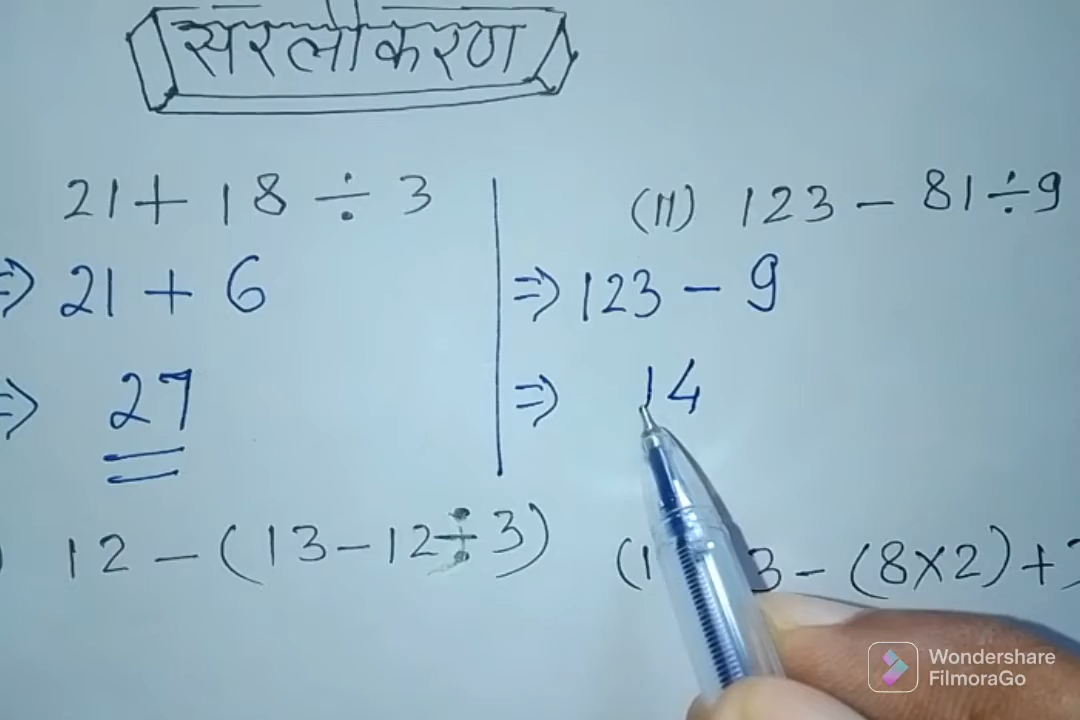 सरलीकरण
21 + 18 ÷ 3
⇒ 21 + 6
⇒ 27
(II) 123 – 81 ÷ 9
⇒ 123 – 9
⇒ 14
) 12 – (13 – 12 ÷ 3)
3 – (8 × 2) +
Wondershare
FilmoraGo